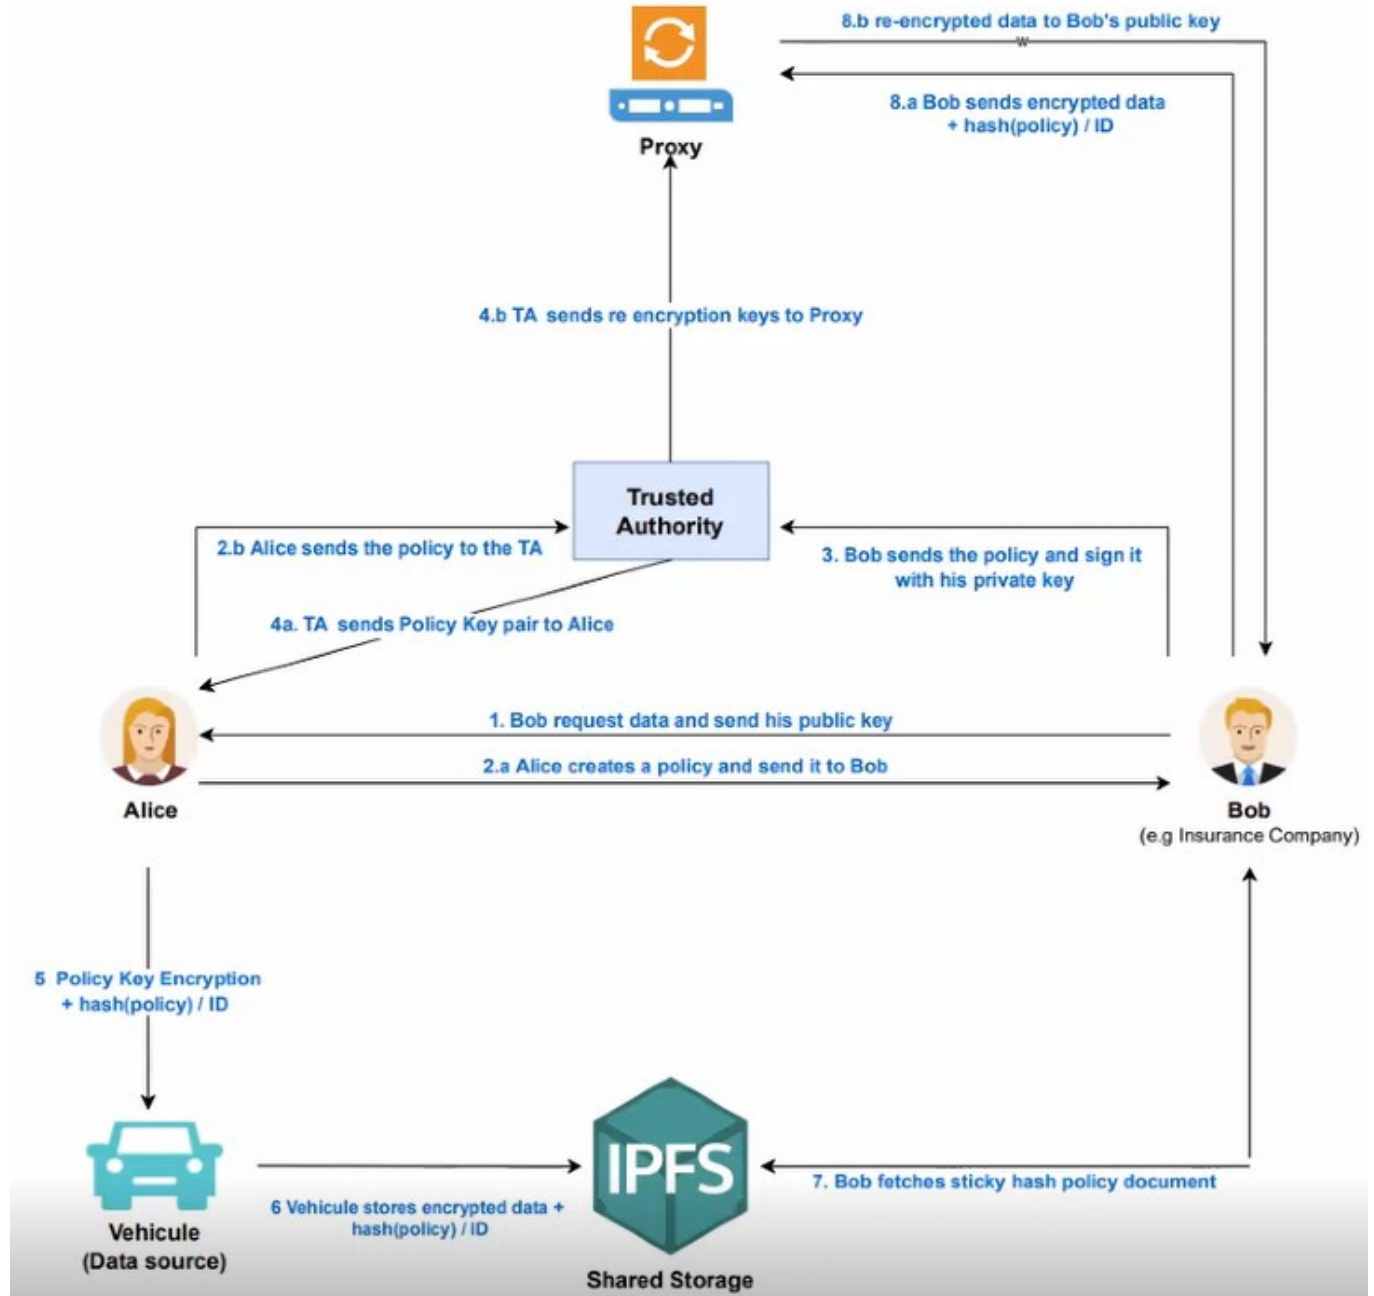 8.b re-encrypted data to Bob's public key
w
8.a Bob sends encrypted data
+ hash(policy) / ID
Proxy
4.b TA sends re encryption keys to Proxy
Trusted
Authority
2.b Alice sends the policy to the TA
3. Bob sends the policy and sign it
with his private key
4a. TA sends Policy Key pair to Alice
1. Bob request data and send his public key
2.a Alice creates a policy and send it to Bob
Alice
Bob
(e.g Insurance Company)
5 Policy Key Encryption
+ hash(policy) / ID
IPFS
7. Bob fetches sticky hash policy document
6 Vehicule stores encrypted data +
hash(policy) / ID
Vehicule
(Data source)
Shared Storage